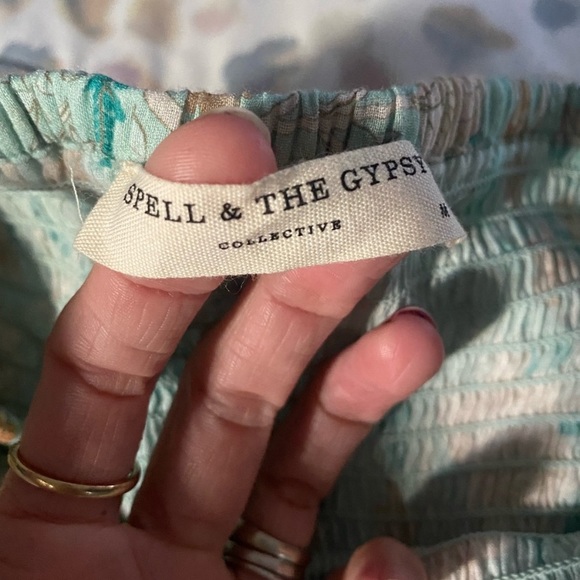 SPELL & THE GYPSY
COLLECTIVE
#